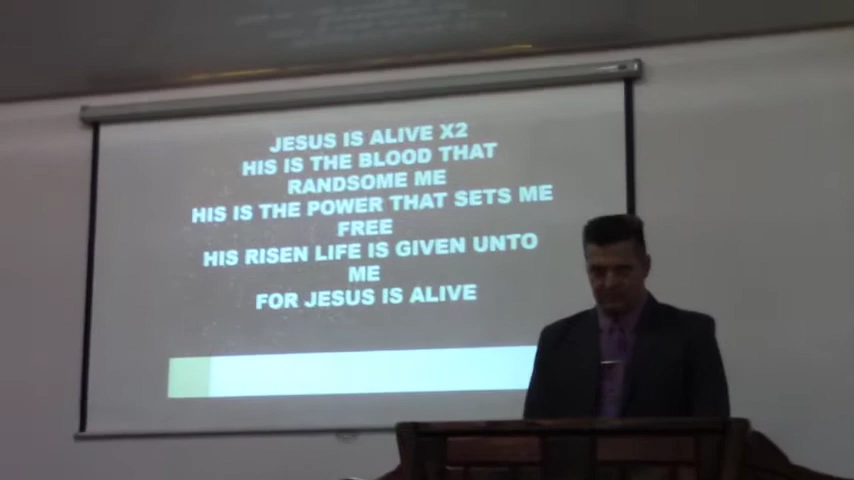 JESUS IS ALIVE X2
HIS IS THE BLOOD THAT
RANDSOME ME
HIS IS THE POWER THAT SETS ME
FREE
HIS RISEN LIFE IS GIVEN UNTO
ME
FOR JESUS IS ALIVE